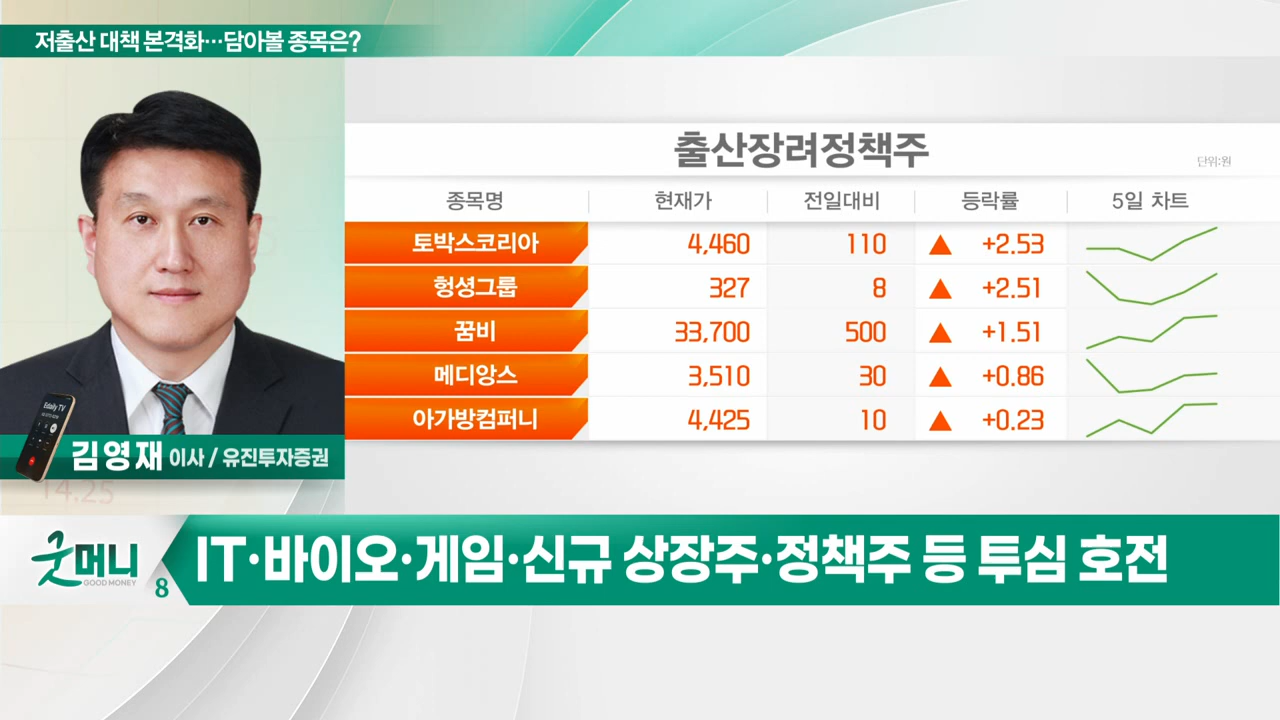 저출산 대책 본격화…담아볼 종목은?
출산장려정책주
단위:원
종목명 현재가 전일대비 등락률 5일 차트
토박스코리아 4,460 110 ▲ +2.53
헝셩그룹 327 8 ▲ +2.51
꿈비 33,700 500 ▲ +1.51
메디앙스 3,510 30 ▲ +0.86
아가방컴퍼니 4,425 10 ▲ +0.23
Edaily TV
김영재 이사 / 유진투자증권
14.25
굿머니
GOOD MONEY
8
IT·바이오·게임·신규 상장주·정책주 등 투심 호전